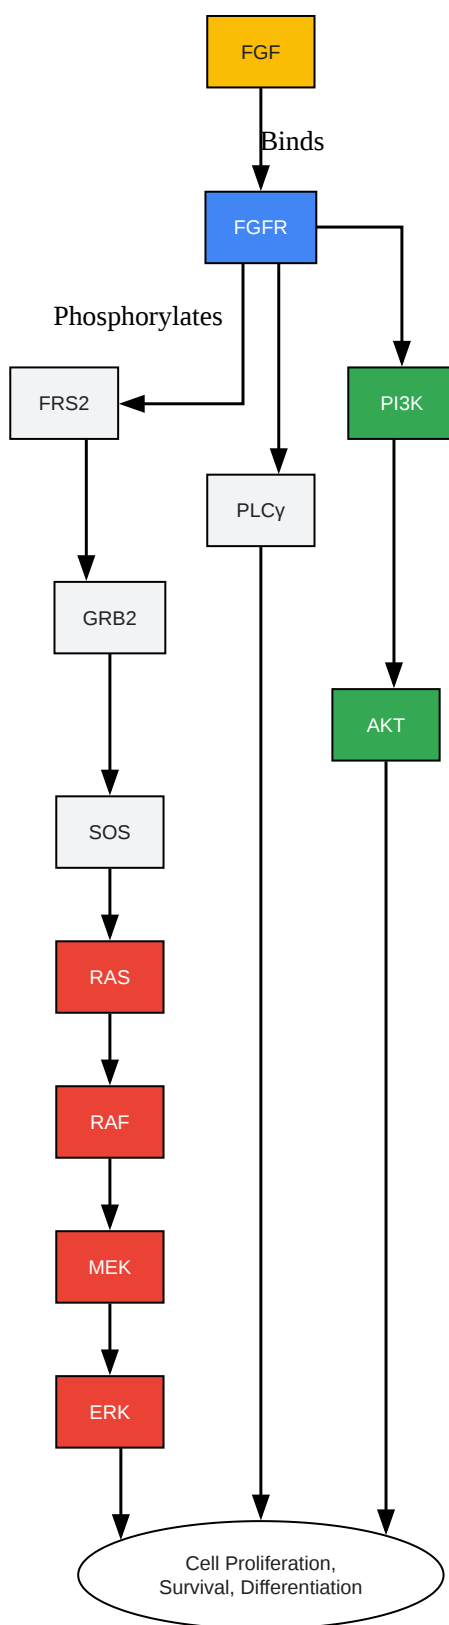 FGF
Binds
FGFR
Phosphorylates
FRS2
PI3K
PLCγ
GRB2
AKT
SOS
RAS
RAF
MEK
ERK
Cell Proliferation,
Survival, Differentiation